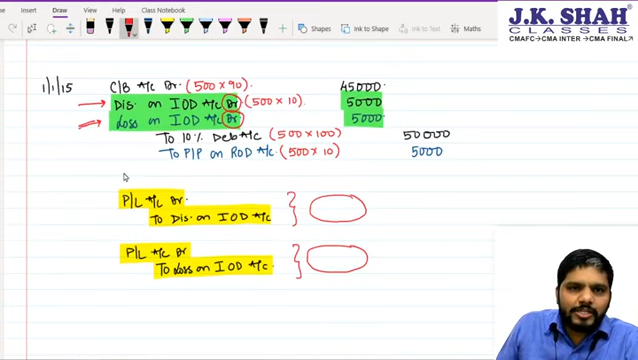 File Home Insert Draw View Class Notebook
Shapes Ink to Shape Ink to Text Maths
J.K. SHAH
CLASSES
CMAFC→CMA INTER→CMA FINAL
1/1/15 C/B A/c Dr. (500×90) 45000
Dis. on IOD A/c Dr. (500×10) 5000
Loss on IOD A/c Dr 5000
To 10% Deb A/c (500×100) 50000
To P/P on ROD A/c (500×10) 5000
P/L A/c Dr
To Dis. on IOD A/c
P/L A/c Dr
To Loss on IOD A/c